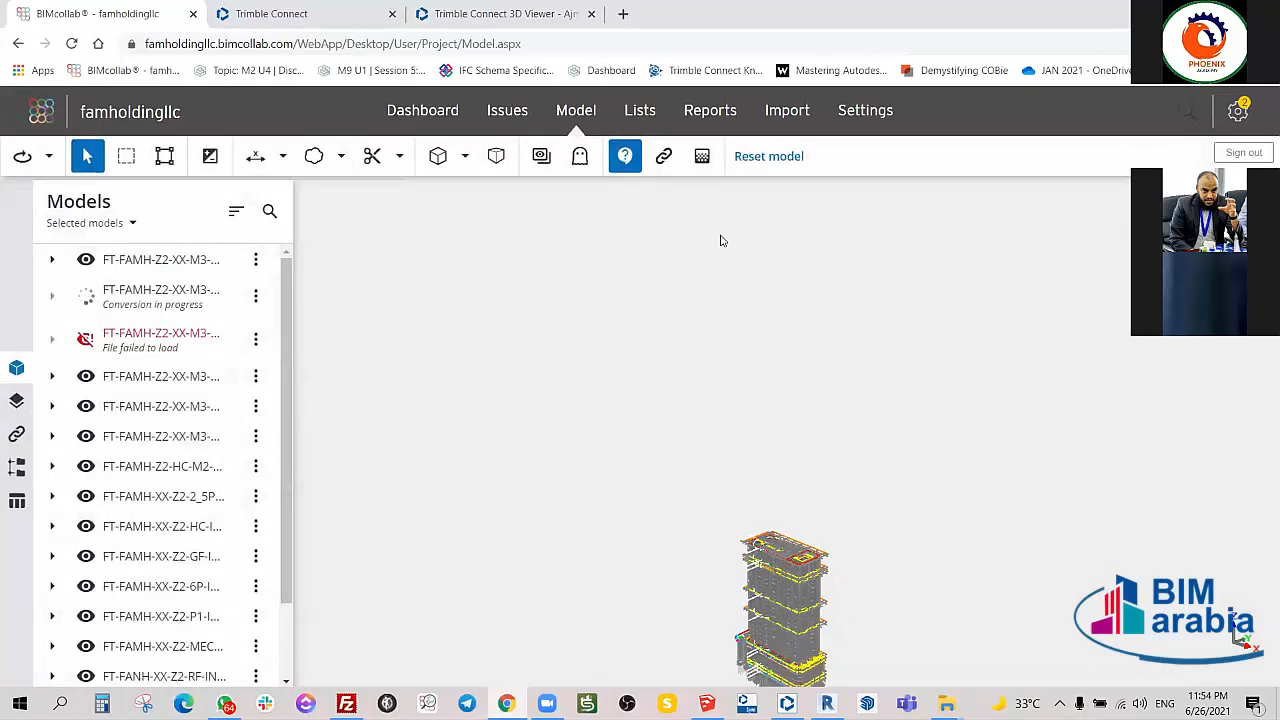 BIMcollab® - famholdingllc
Trimble Connect
Trimble Connect 3D Viewer - Ajm
famholdingllc.bimcollab.com/WebApp/Desktop/User/Project/Model.aspx
Apps
BIMcollab® - famh...
Topic: M2 U4 | Disc...
M9 U1 | Session 5:...
IFC Schema Specific...
Dashboard
Trimble Connect Kn...
Mastering Autodes...
Demistifying COBie
JAN 2021 - OneDrive
PHOENIX
ACADEMY
famholdingllc
Dashboard
Issues
Model
Lists
Reports
Import
Settings
2
Reset model
Sign out
Models
Selected models
FT-FAMH-Z2-XX-M3-...
FT-FAMH-Z2-XX-M3-...
Conversion in progress
FT-FAMH-Z2-XX-M3-...
File failed to load
FT-FAMH-Z2-XX-M3-...
FT-FAMH-Z2-XX-M3-...
FT-FAMH-Z2-XX-M3-...
FT-FAMH-Z2-HC-M2-...
FT-FAMH-XX-Z2-2_5P...
FT-FAMH-XX-Z2-HC-I...
FT-FAMH-XX-Z2-GF-I...
FT-FAMH-XX-Z2-6P-I...
FT-FAMH-XX-Z2-P1-I...
FT-FAMH-XX-Z2-MEC...
FT-FANH-XX-Z2-RF-IN...
BIM
arabia
Z
Y
X
64
33°C
ENG
11:54 PM
6/26/2021
1